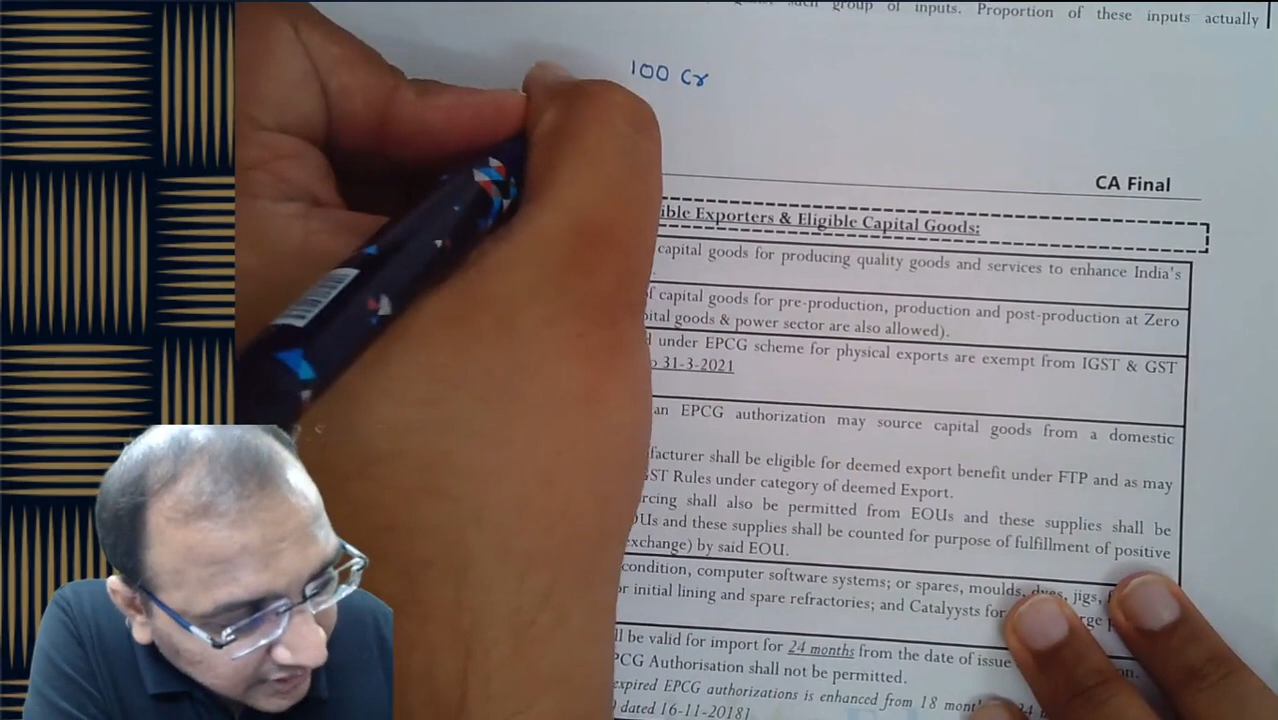 such group of inputs. Proportion of these inputs actually
100 Cr
CA Final
ible Exporters & Eligible Capital Goods:
capital goods for producing quality goods and services to enhance India's
f capital goods for pre-production, production and post-production at Zero
ital goods & power sector are also allowed).
d under EPCG scheme for physical exports are exempt from IGST & GST
o 31-3-2021
an EPCG authorization may source capital goods from a domestic
facturer shall be eligible for deemed export benefit under FTP and as may
GST Rules under category of deemed Export.
rcing shall also be permitted from EOUs and these supplies shall be
OUs and these supplies shall be counted for purpose of fulfillment of positive
exchange) by said EOU.
condition, computer software systems; or spares, moulds, dyes, jigs,
or initial lining and spare refractories; and Catalyysts for
ll be valid for import for 24 months from the date of issue
PCG Authorisation shall not be permitted.
expired EPCG authorizations is enhanced from 18
) dated 16-11-2018]